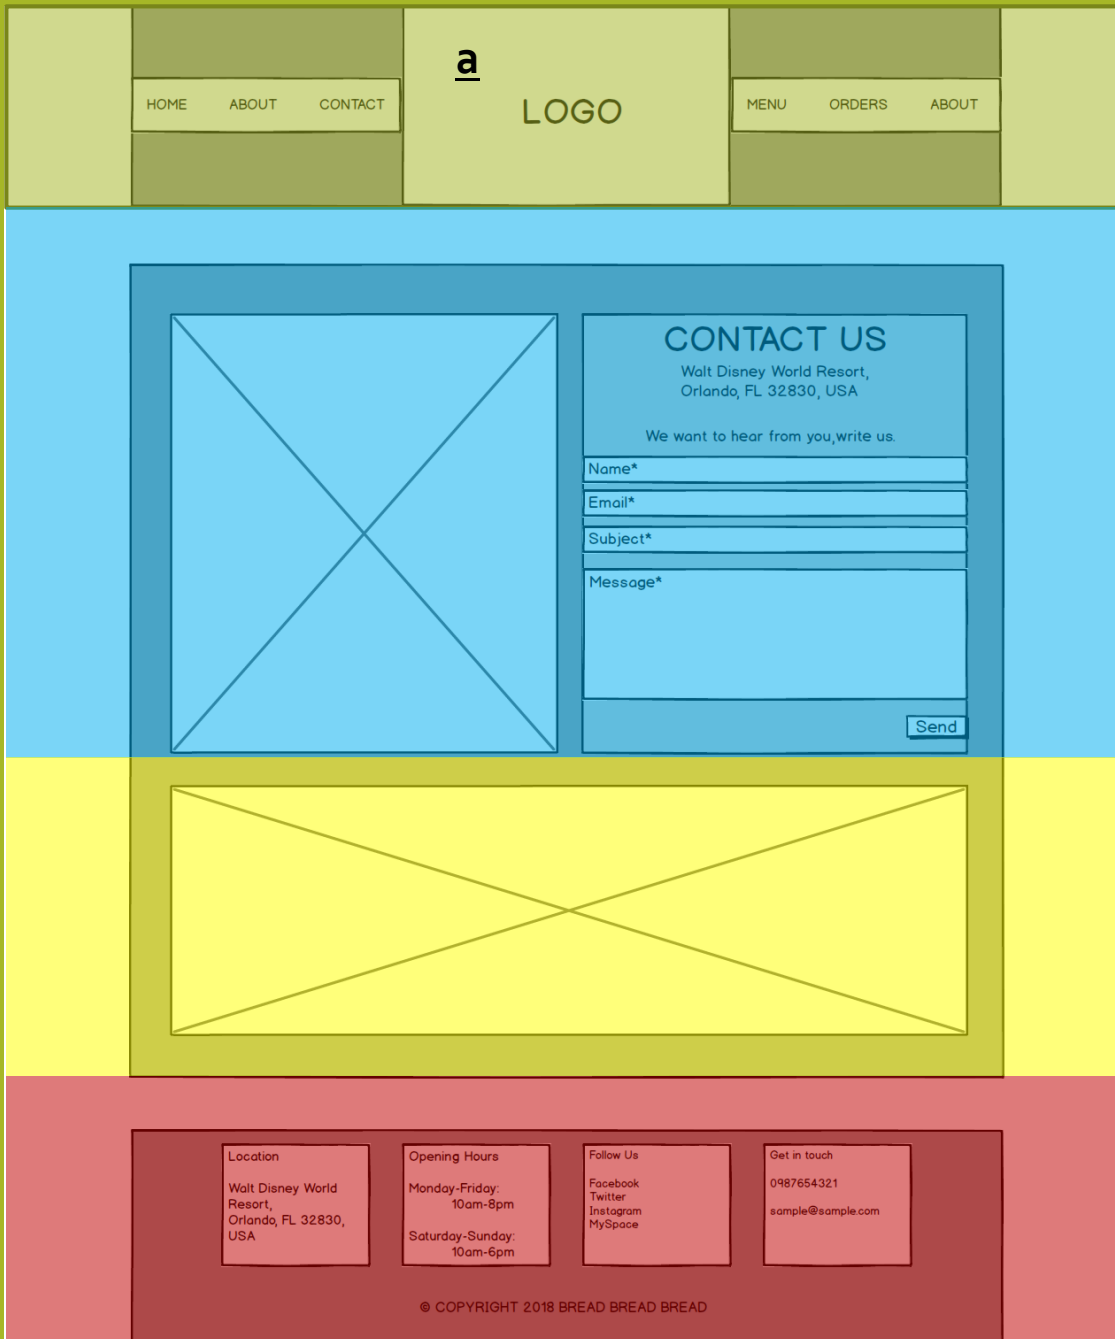 a
HOME ABOUT CONTACT
LOGO
MENU ORDERS ABOUT
CONTACT US
Walt Disney World Resort,
Orlando, FL 32830, USA
We want to hear from you,write us.
Name*
Email*
Subject*
Message*
Send
Location
Walt Disney World
Resort,
Orlando, FL 32830,
USA
Opening Hours
Monday-Friday:
10am-8pm
Saturday-Sunday:
10am-6pm
Follow Us
Facebook
Twitter
Instagram
MySpace
Get in touch
0987654321
sample@sample.com
© COPYRIGHT 2018 BREAD BREAD BREAD